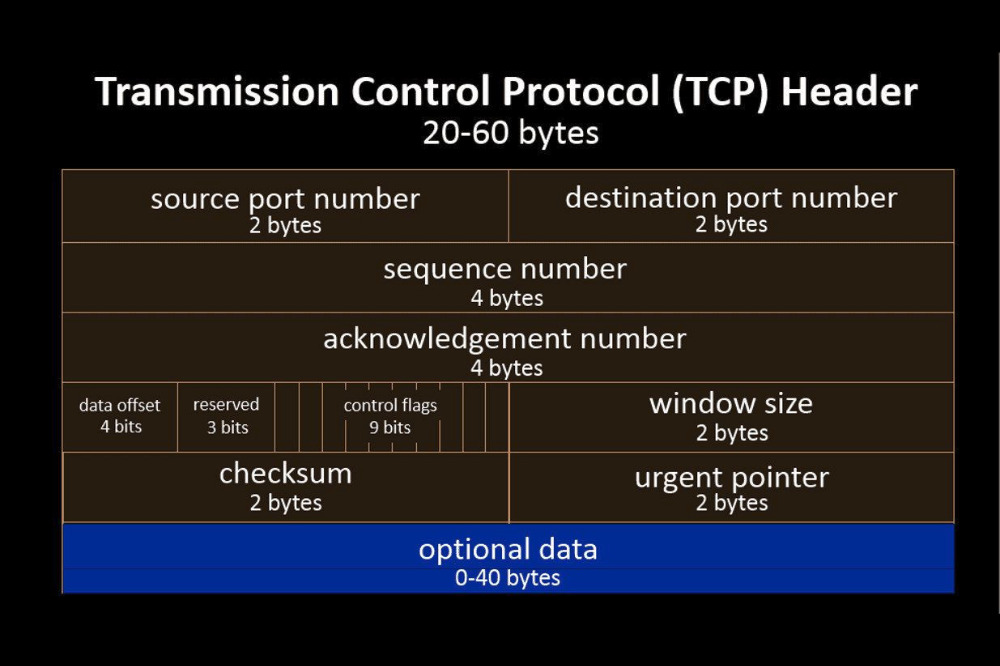 Transmission Control Protocol (TCP) Header
20-60 bytes
source port number
2 bytes
destination port number
2 bytes
sequence number
4 bytes
acknowledgement number
4 bytes
data offset
4 bits
reserved
3 bits
control flags
9 bits
window size
2 bytes
checksum
2 bytes
urgent pointer
2 bytes
optional data
0-40 bytes